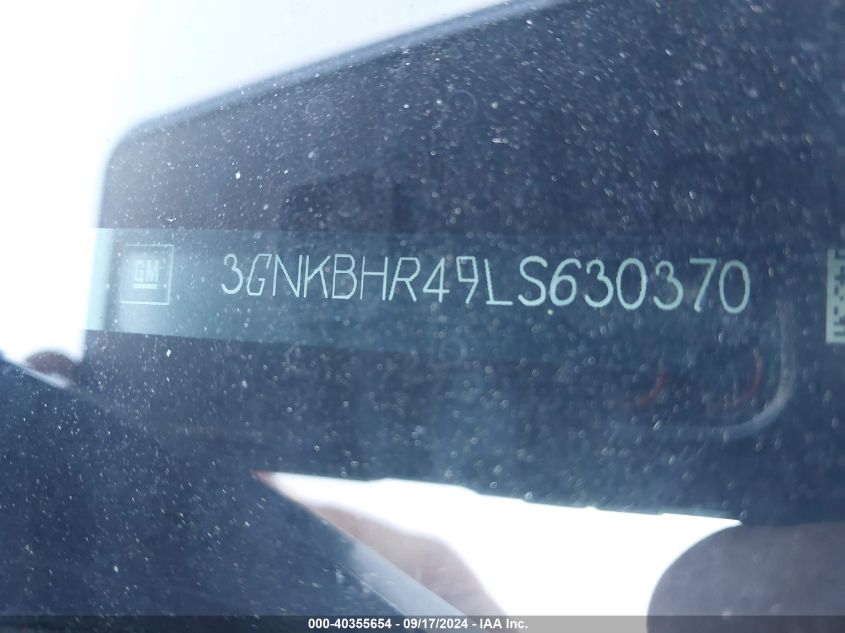 GM
3GNKBHR49LS630370
000-40355654 - 09/17/2024 - IAA Inc.